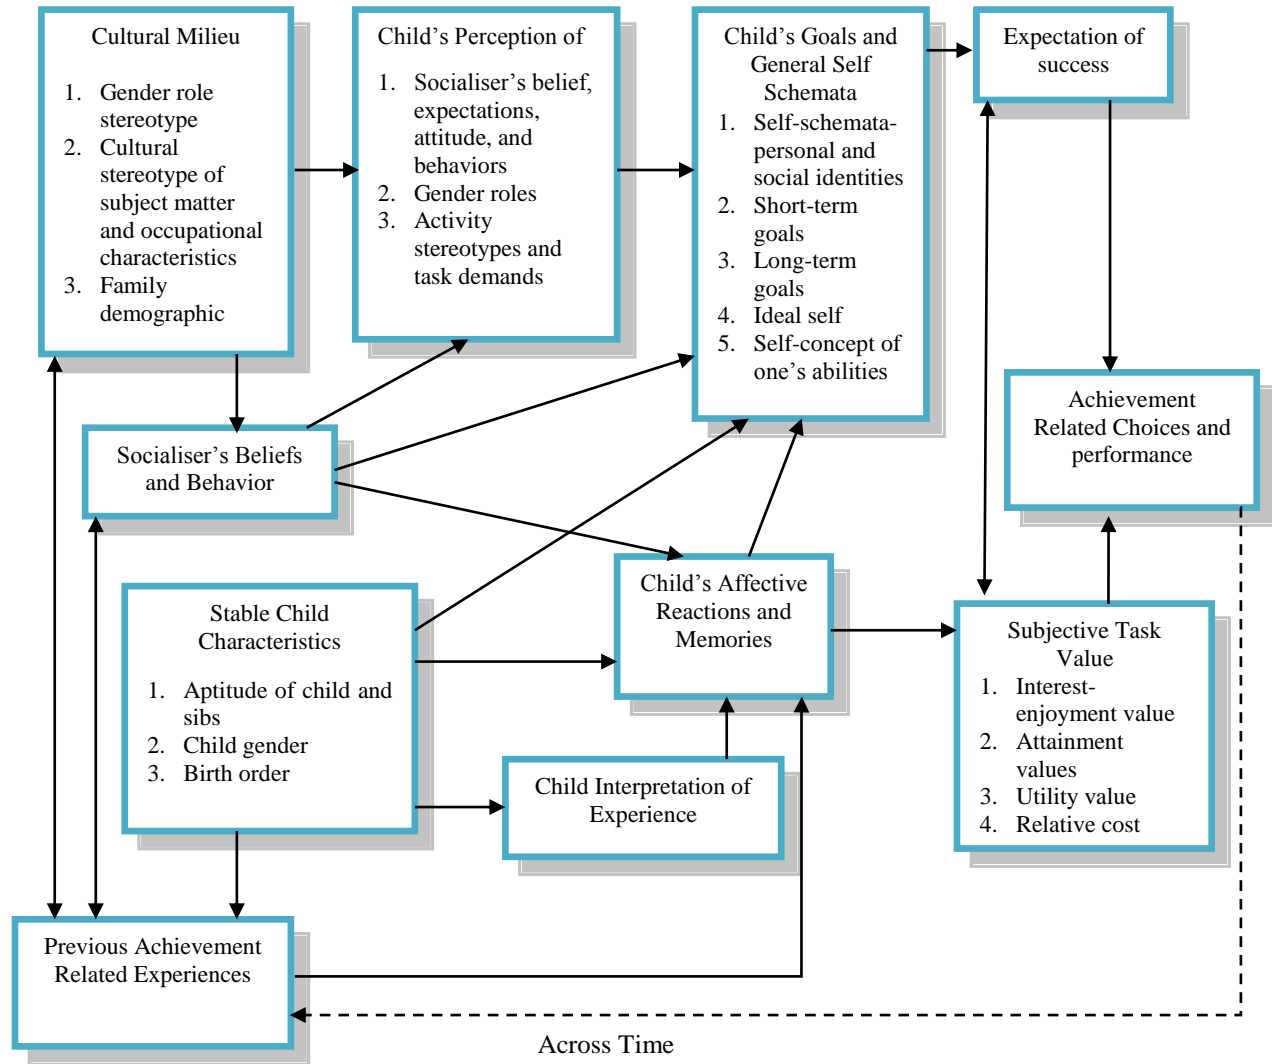 Cultural Milieu
1. Gender role
stereotype
2. Cultural
stereotype of
subject matter
and occupational
characteristics
3. Family
demographic
Child’s Perception of
1. Socialiser’s belief,
expectations,
attitude, and
behaviors
2. Gender roles
3. Activity
stereotypes and
task demands
Child’s Goals and
General Self
Schemata
1. Self-schemata-
personal and
social identities
2. Short-term
goals
3. Long-term
goals
4. Ideal self
5. Self-concept of
one’s abilities
Expectation of
success
Achievement
Related Choices and
performance
Socialiser’s Beliefs
and Behavior
Stable Child
Characteristics
1. Aptitude of child and
sibs
2. Child gender
3. Birth order
Child’s Affective
Reactions and
Memories
Subjective Task
Value
1. Interest-
enjoyment value
2. Attainment
values
3. Utility value
4. Relative cost
Child Interpretation of
Experience
Previous Achievement
Related Experiences
Across Time